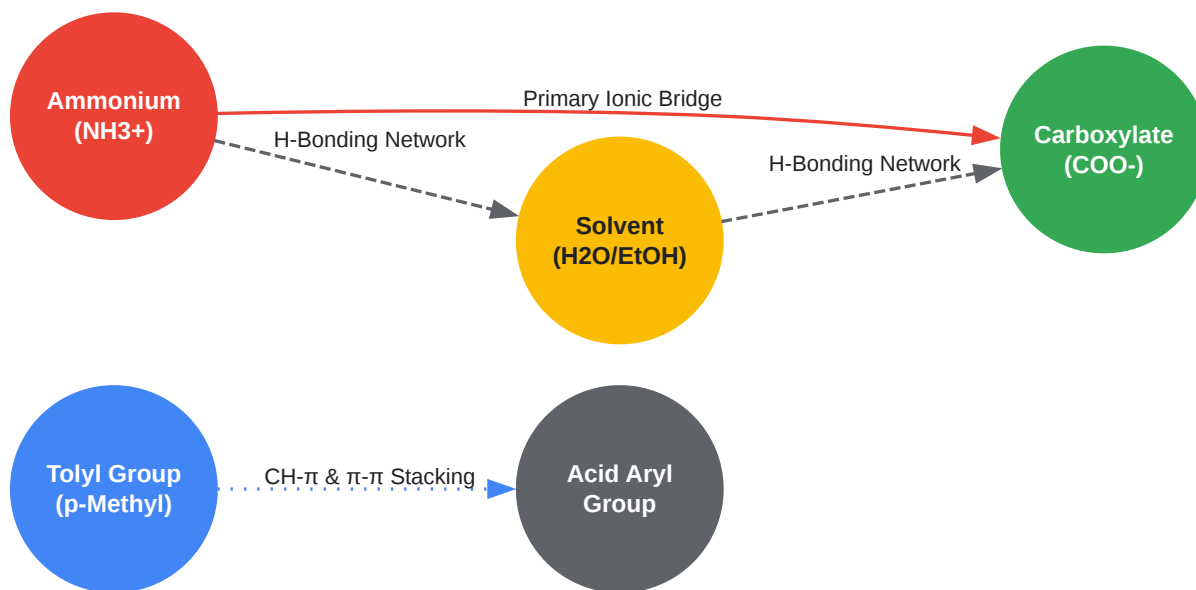 Ammonium
(NH3+)
Primary Ionic Bridge
H-Bonding Network
Solvent
(H2O/EtOH)
H-Bonding Network
Carboxylate
(COO-)
Tolyl Group
(p-Methyl)
CH-π & π-π Stacking
Acid Aryl
Group